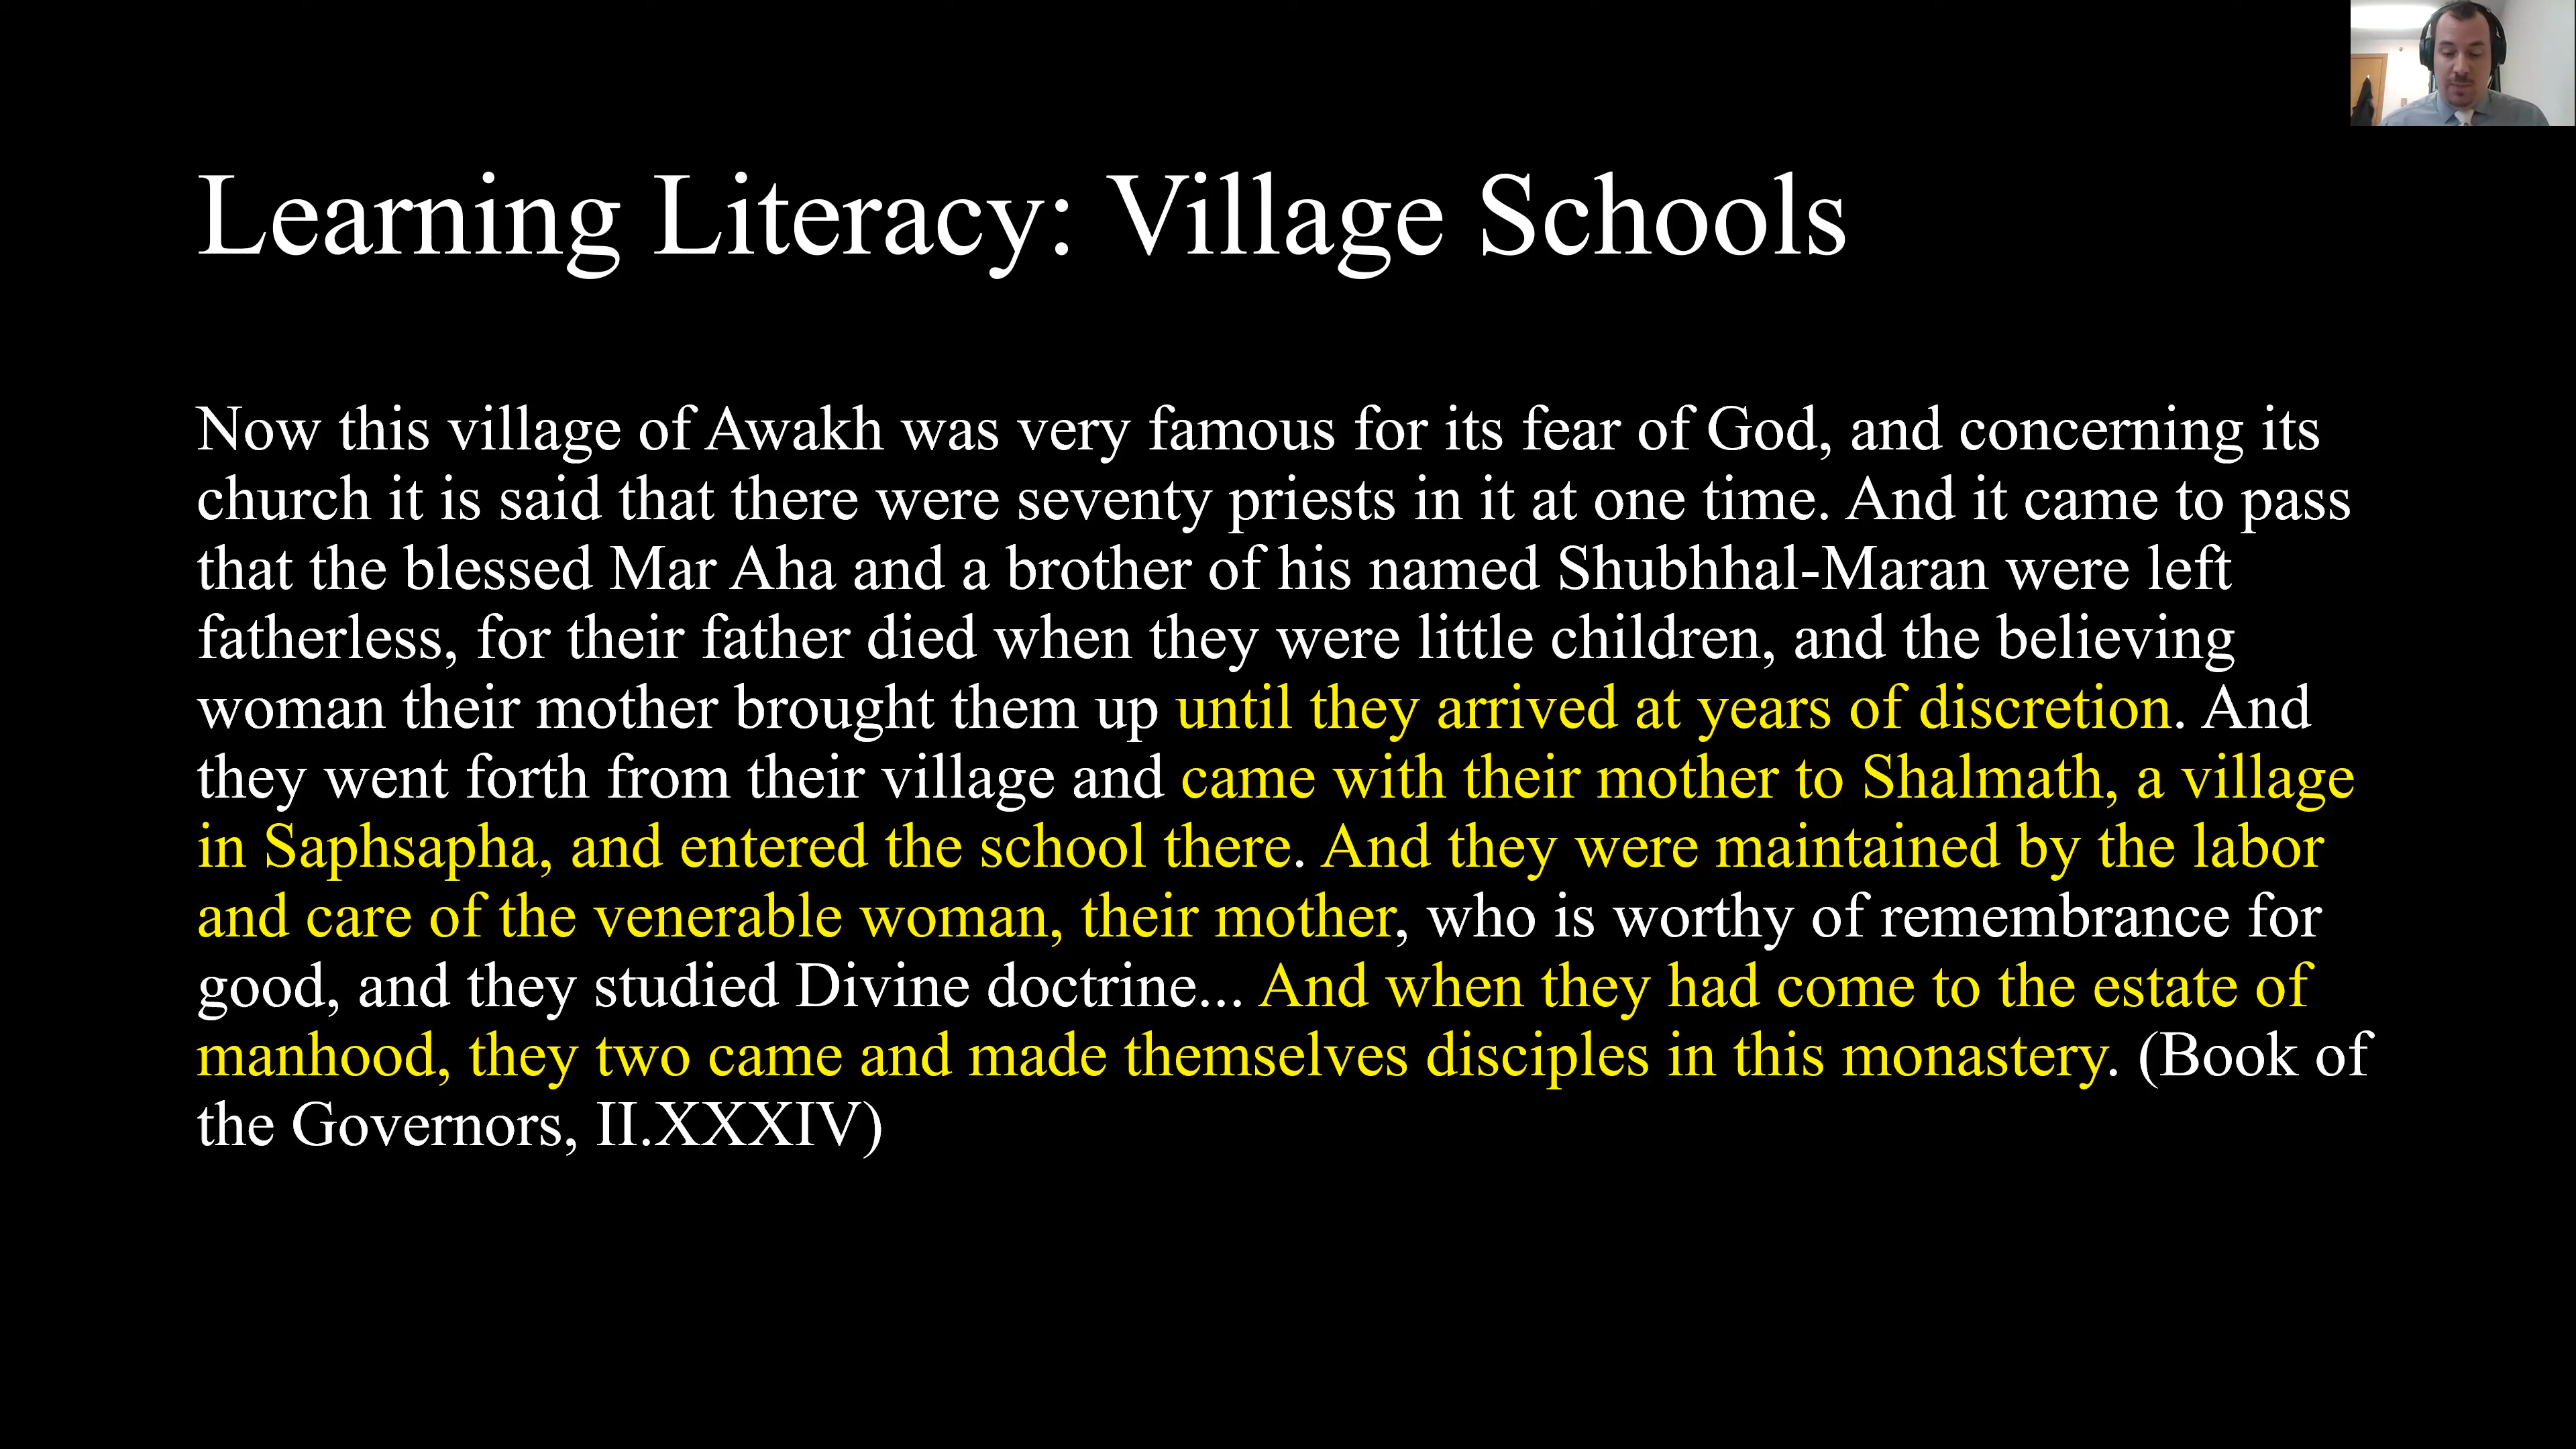 Learning Literacy: Village Schools
Now this village of Awakh was very famous for its fear of God, and concerning its
church it is said that there were seventy priests in it at one time. And it came to pass
that the blessed Mar Aha and a brother of his named Shubhhal-Maran were left
fatherless, for their father died when they were little children, and the believing
woman their mother brought them up until they arrived at years of discretion. And
they went forth from their village and came with their mother to Shalmath, a village
in Saphsapha, and entered the school there. And they were maintained by the labor
and care of the venerable woman, their mother, who is worthy of remembrance for
good, and they studied Divine doctrine... And when they had come to the estate of
manhood, they two came and made themselves disciples in this monastery. (Book of
the Governors, II.XXXIV)